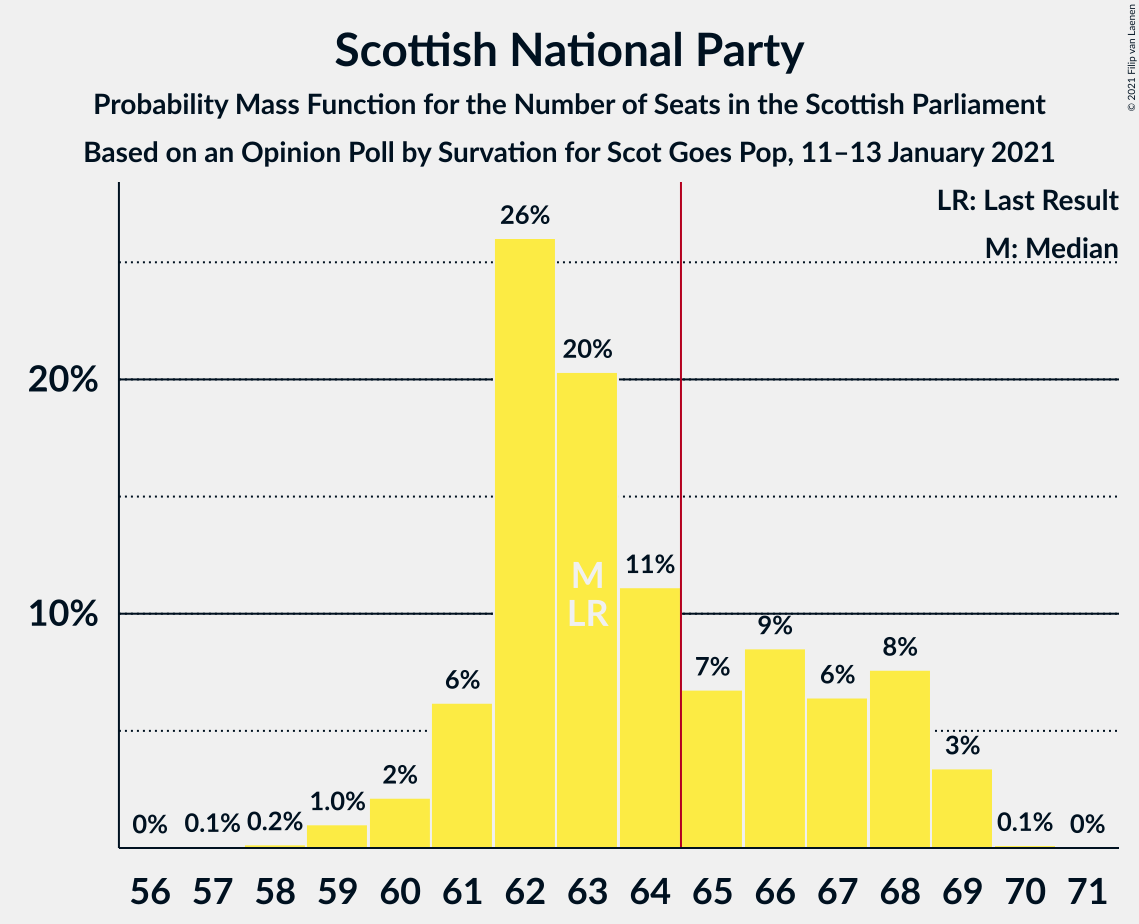 Scottish National Party
Probability Mass Function for the Number of Seats in the Scottish Parliament
Based on an Opinion Poll by Survation for Scot Goes Pop, 11–13 January 2021
© 2021 Filip van Laenen
LR: Last Result
M: Median
20%
10%
0%
0.1%
0.2%
1.0%
2%
6%
26%
20%
11%
7%
9%
6%
8%
3%
0.1%
0%
M
LR
56 57 58 59 60 61 62 63 64 65 66 67 68 69 70 71